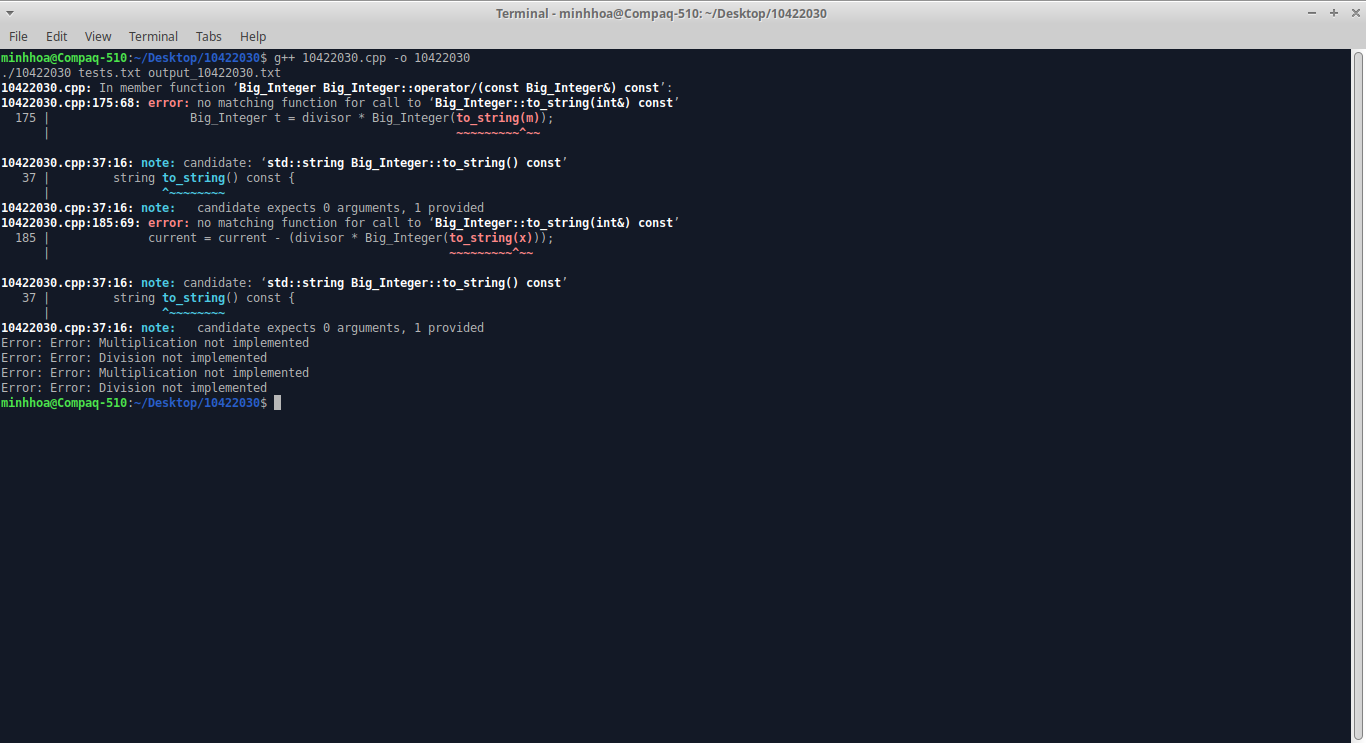 Terminal - minhhoa@Compaq-510: ~/Desktop/10422030
File Edit View Terminal Tabs Help
minhhoa@Compaq-510:~/Desktop/10422030$ g++ 10422030.cpp -o 10422030
./10422030 tests.txt output_10422030.txt
10422030.cpp: In member function ‘Big_Integer Big_Integer::operator/(const Big_Integer&) const’:
10422030.cpp:175:68: error: no matching function for call to ‘Big_Integer::to_string(int&) const’
  175 |                     Big_Integer t = divisor * Big_Integer(to_string(m));
      |                                                           ~~~~~~~~~^~~
10422030.cpp:37:16: note: candidate: ‘std::string Big_Integer::to_string() const’
   37 |         string to_string() const {
      |                ^~~~~~~~~
10422030.cpp:37:16: note:   candidate expects 0 arguments, 1 provided
10422030.cpp:185:69: error: no matching function for call to ‘Big_Integer::to_string(int&) const’
  185 |              current = current - (divisor * Big_Integer(to_string(x)));
      |                                                         ~~~~~~~~~^~~
10422030.cpp:37:16: note: candidate: ‘std::string Big_Integer::to_string() const’
   37 |         string to_string() const {
      |                ^~~~~~~~~
10422030.cpp:37:16: note:   candidate expects 0 arguments, 1 provided
Error: Error: Multiplication not implemented
Error: Error: Division not implemented
Error: Error: Multiplication not implemented
Error: Error: Division not implemented
minhhoa@Compaq-510:~/Desktop/10422030$